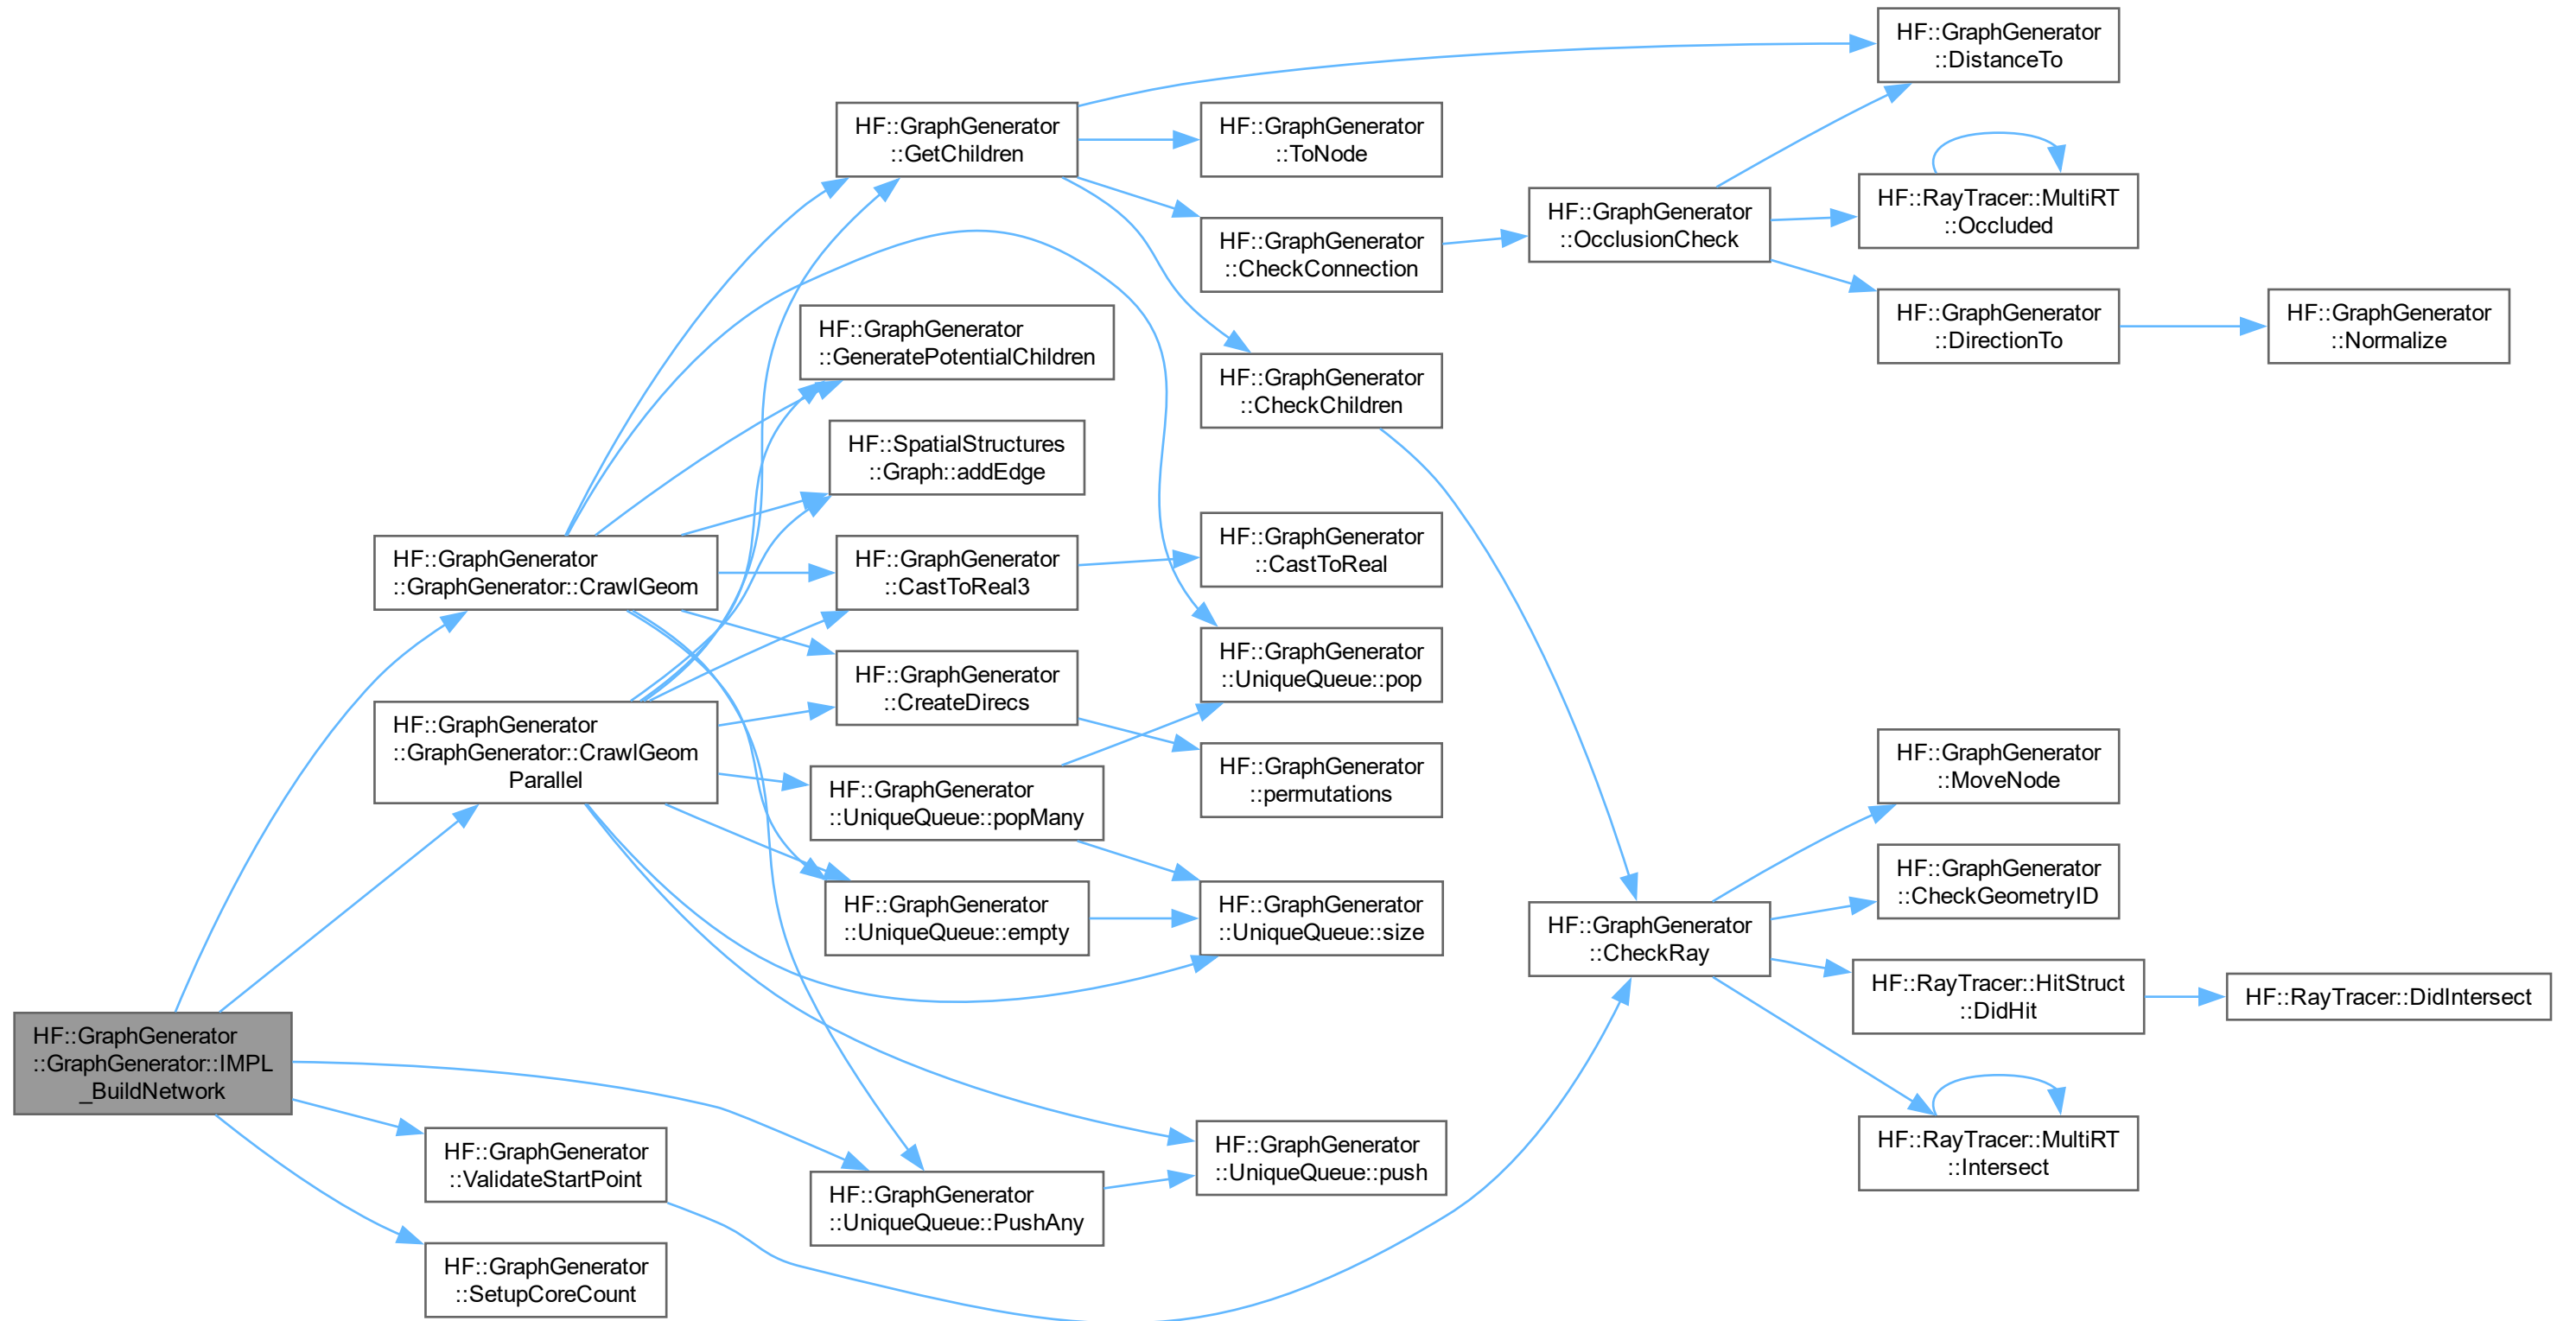 HF::GraphGenerator
::GraphGenerator::IMPL
_BuildNetwork
HF::GraphGenerator
::GraphGenerator::CrawlGeom
HF::GraphGenerator
::GraphGenerator::CrawlGeom
Parallel
HF::GraphGenerator
::ValidateStartPoint
HF::GraphGenerator
::SetupCoreCount
HF::GraphGenerator
::GetChildren
HF::GraphGenerator
::GeneratePotentialChildren
HF::SpatialStructures
::Graph::addEdge
HF::GraphGenerator
::CastToReal3
HF::GraphGenerator
::CreateDirecs
HF::GraphGenerator
::UniqueQueue::popMany
HF::GraphGenerator
::UniqueQueue::empty
HF::GraphGenerator
::UniqueQueue::PushAny
HF::GraphGenerator
::ToNode
HF::GraphGenerator
::CheckConnection
HF::GraphGenerator
::CheckChildren
HF::GraphGenerator
::CastToReal
HF::GraphGenerator
::UniqueQueue::pop
HF::GraphGenerator
::permutations
HF::GraphGenerator
::UniqueQueue::size
HF::GraphGenerator
::UniqueQueue::push
HF::GraphGenerator
::OcclusionCheck
HF::GraphGenerator
::CheckRay
HF::GraphGenerator
::DistanceTo
HF::RayTracer::MultiRT
::Occluded
HF::GraphGenerator
::DirectionTo
HF::GraphGenerator
::MoveNode
HF::GraphGenerator
::CheckGeometryID
HF::RayTracer::HitStruct
::DidHit
HF::RayTracer::MultiRT
::Intersect
HF::GraphGenerator
::Normalize
HF::RayTracer::DidIntersect